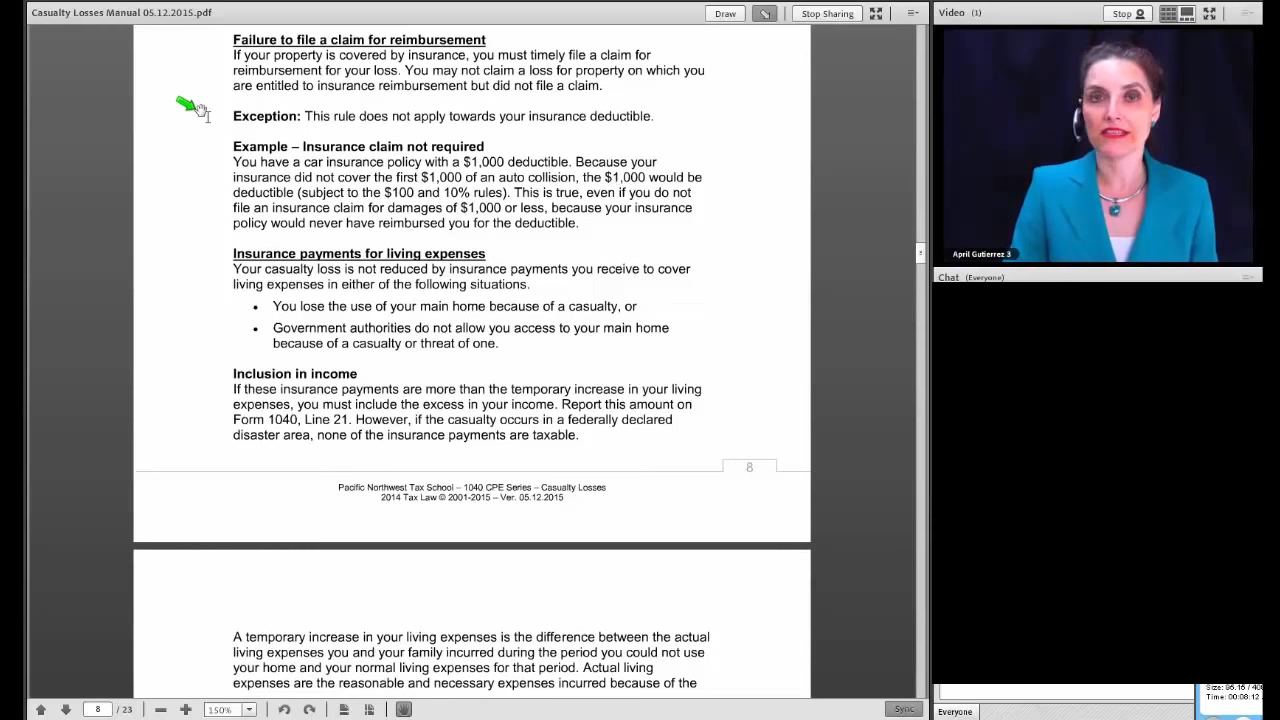 Casualty Losses Manual 05.12.2015.pdf
Draw
Stop Sharing
Failure to file a claim for reimbursement
If your property is covered by insurance, you must timely file a claim for
reimbursement for your loss. You may not claim a loss for property on which you
are entitled to insurance reimbursement but did not file a claim.
Exception: This rule does not apply towards your insurance deductible.
Example – Insurance claim not required
You have a car insurance policy with a $1,000 deductible. Because your
insurance did not cover the first $1,000 of an auto collision, the $1,000 would be
deductible (subject to the $100 and 10% rules). This is true, even if you do not
file an insurance claim for damages of $1,000 or less, because your insurance
policy would never have reimbursed you for the deductible.
Insurance payments for living expenses
Your casualty loss is not reduced by insurance payments you receive to cover
living expenses in either of the following situations.
• You lose the use of your main home because of a casualty, or
• Government authorities do not allow you access to your main home
because of a casualty or threat of one.
Inclusion in income
If these insurance payments are more than the temporary increase in your living
expenses, you must include the excess in your income. Report this amount on
Form 1040, Line 21. However, if the casualty occurs in a federally declared
disaster area, none of the insurance payments are taxable.
8
Pacific Northwest Tax School – 1040 CPE Series – Casualty Losses
2014 Tax Law © 2001-2015 – Ver. 05.12.2015
A temporary increase in your living expenses is the difference between the actual
living expenses you and your family incurred during the period you could not use
your home and your normal living expenses for that period. Actual living
expenses are the reasonable and necessary expenses incurred because of the
8 / 23
150%
Sync
Video (1)
Stop
April Gutierrez 3
Chat (Everyone)
Everyone
Time: 00:08:12